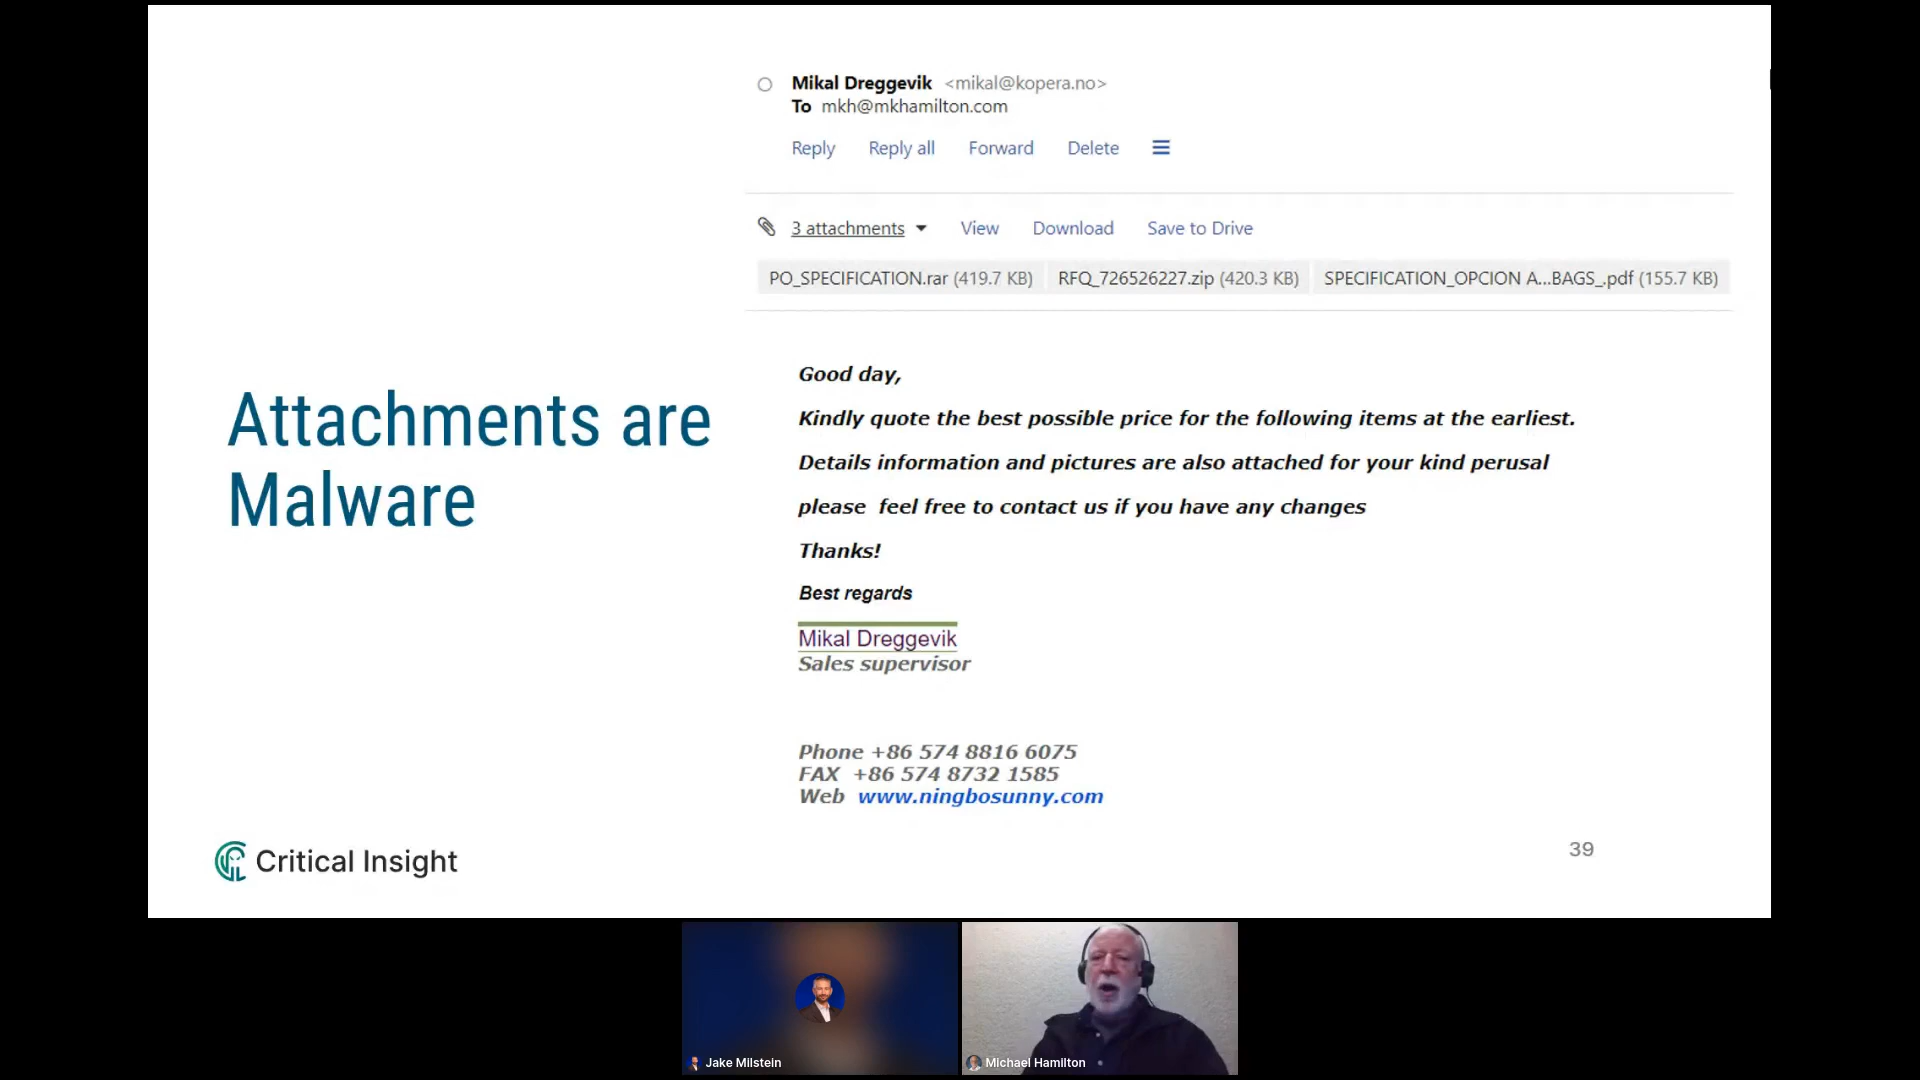 Mikal Dreggevik <mikal@kopera.no>
To mkh@mkhamilton.com
Reply Reply all Forward Delete
3 attachments View Download Save to Drive
PO_SPECIFICATION.rar (419.7 KB) RFQ_726526227.zip (420.3 KB) SPECIFICATION_OPCION A...BAGS_.pdf (155.7 KB)
Attachments are
Malware
Good day,
Kindly quote the best possible price for the following items at the earliest.
Details information and pictures are also attached for your kind perusal
please  feel free to contact us if you have any changes
Thanks!
Best regards
Mikal Dreggevik
Sales supervisor
Phone +86 574 8816 6075
FAX  +86 574 8732 1585
Web  www.ningbosunny.com
Critical Insight
39
Jake Milstein
Michael Hamilton